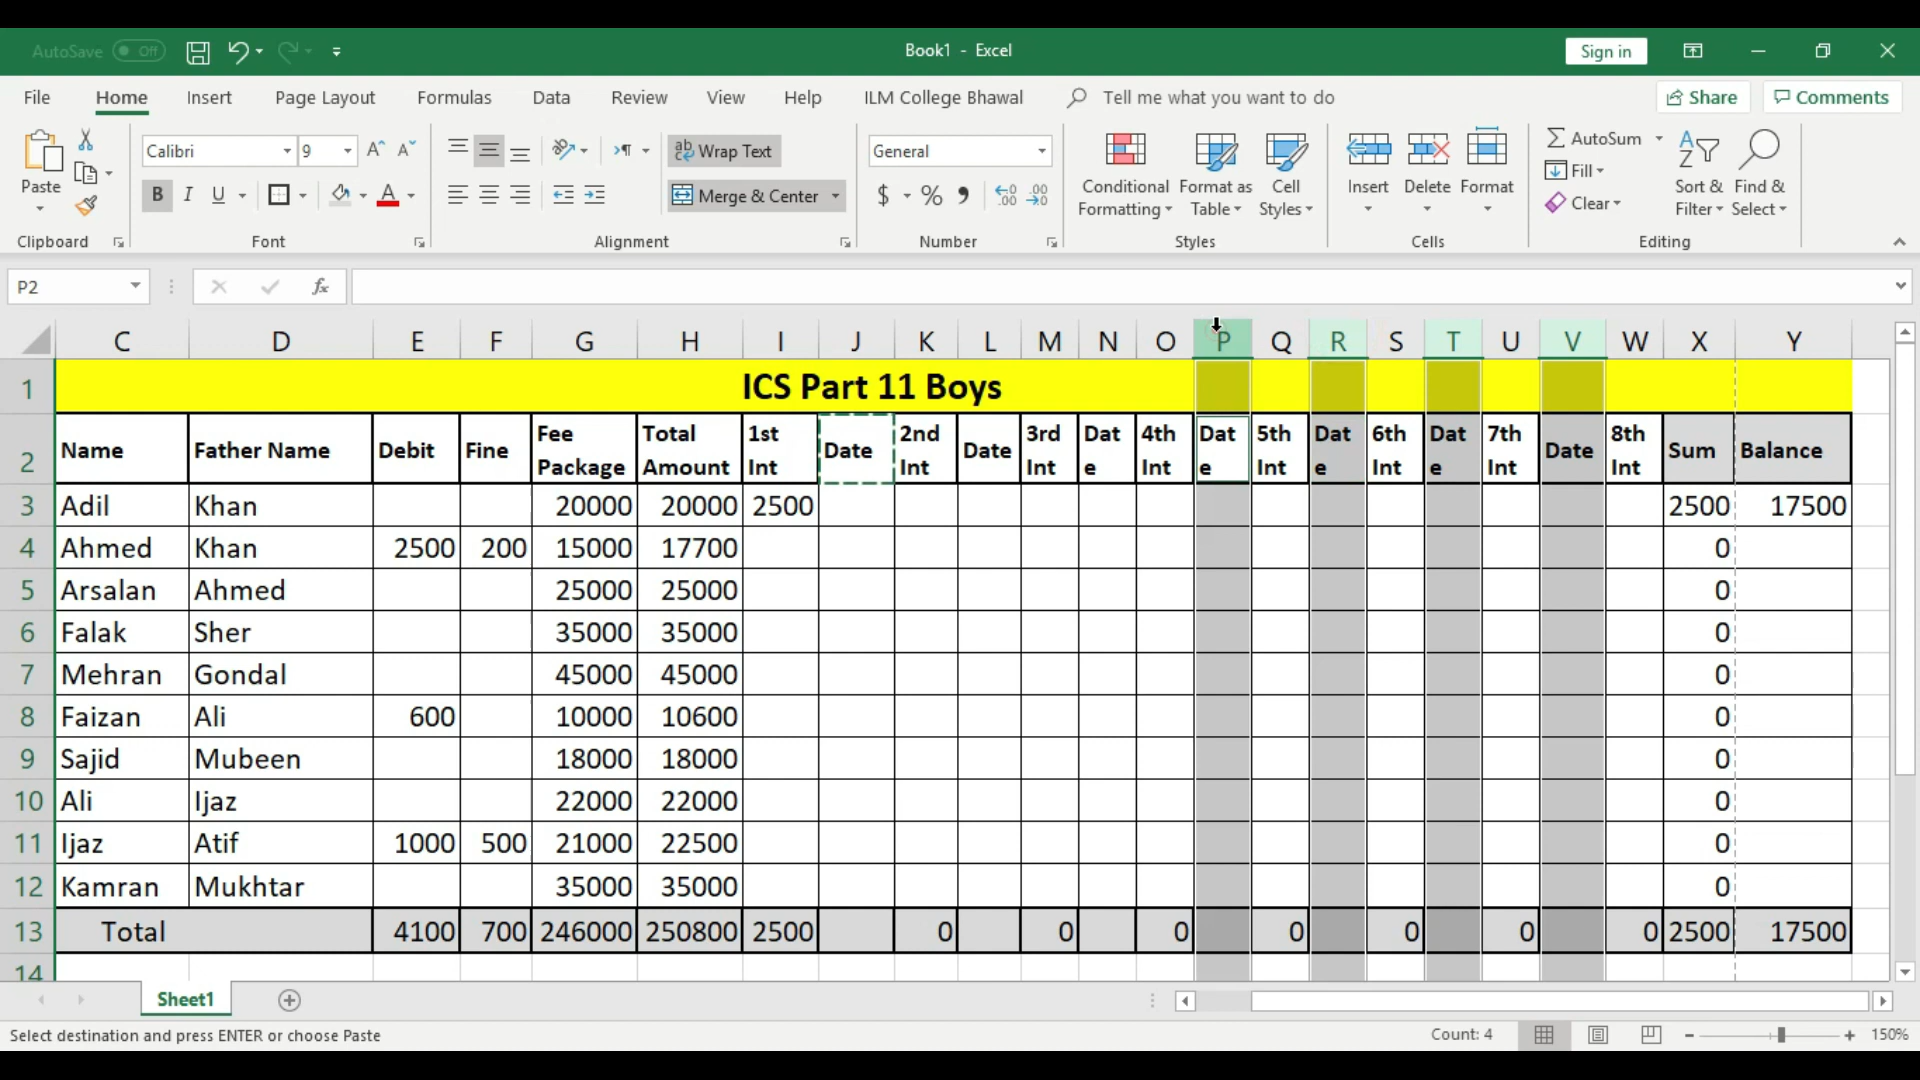 AutoSave Off
Book1 - Excel
Sign in
File Home Insert Page Layout Formulas Data Review View Help ILM College Bhawal Tell me what you want to do Share Comments
Paste
Clipboard
Calibri 9
B I U
Font
Wrap Text
Merge & Center
Alignment
General
$ % ,
Number
Conditional Formatting
Format as Table
Cell Styles
Styles
Insert Delete Format
Cells
AutoSum
Fill
Clear
Sort & Filter
Find & Select
Editing
P2 fx
C D E F G H I J K L M N O P Q R S T U V W X Y
1 ICS Part 11 Boys
2 Name Father Name Debit Fine Fee Package Total Amount 1st Int Date 2nd Int Date 3rd Int Dat e 4th Int Dat e 5th Int Dat e 6th Int Dat e 7th Int Date 8th Int Sum Balance
3 Adil Khan 20000 20000 2500 2500 17500
4 Ahmed Khan 2500 200 15000 17700 0
5 Arsalan Ahmed 25000 25000 0
6 Falak Sher 35000 35000 0
7 Mehran Gondal 45000 45000 0
8 Faizan Ali 600 10000 10600 0
9 Sajid Mubeen 18000 18000 0
10 Ali Ijaz 22000 22000 0
11 Ijaz Atif 1000 500 21000 22500 0
12 Kamran Mukhtar 35000 35000 0
13 Total 4100 700 246000 250800 2500 0 0 0 0 0 0 0 2500 17500
14
Sheet1
Select destination and press ENTER or choose Paste
Count: 4
150%